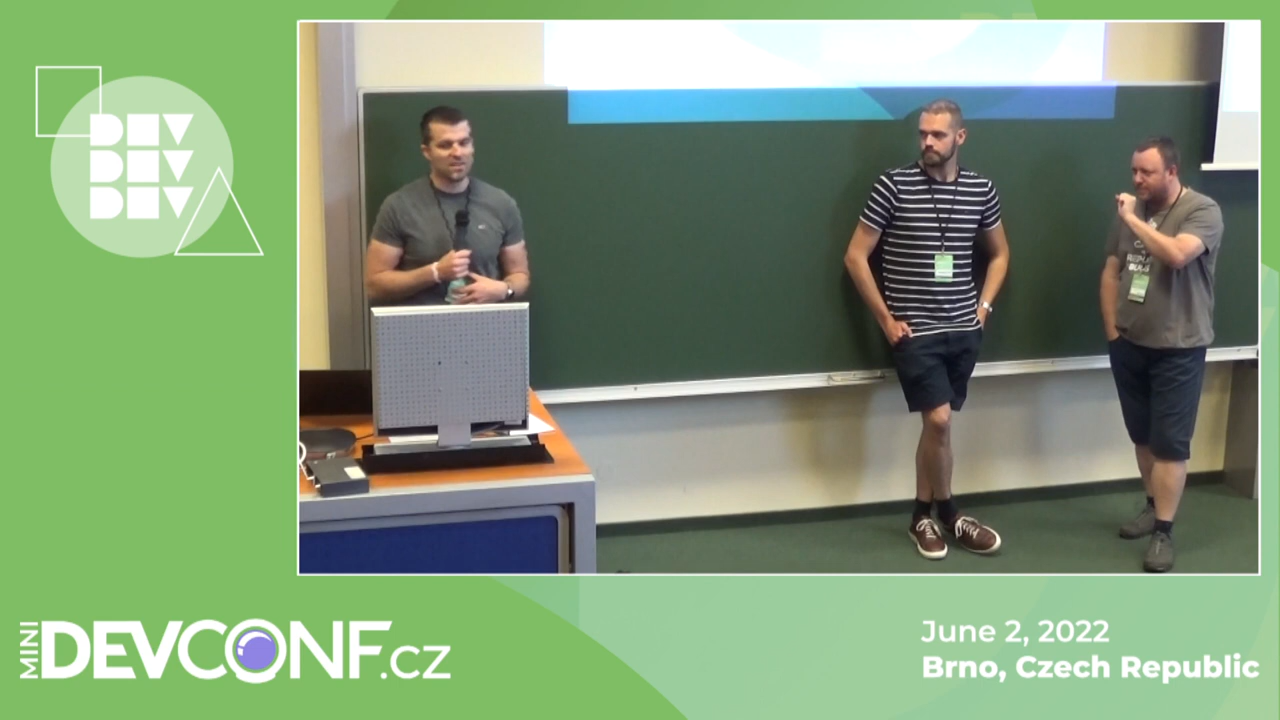 DEV
DEV
DEV
MINI
DEVCONF.cz
June 2, 2022
Brno, Czech Republic